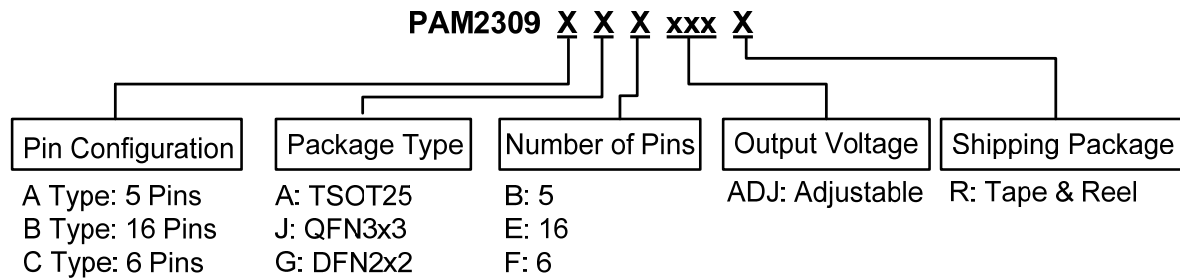 PAM2309 X X X xxx X
Pin Configuration Package Type Number of Pins Output Voltage Shipping Package
A Type: 5 Pins A: TSOT25 B: 5 ADJ: Adjustable R: Tape & Reel
B Type: 16 Pins J: QFN3x3 E: 16
C Type: 6 Pins G: DFN2x2 F: 6